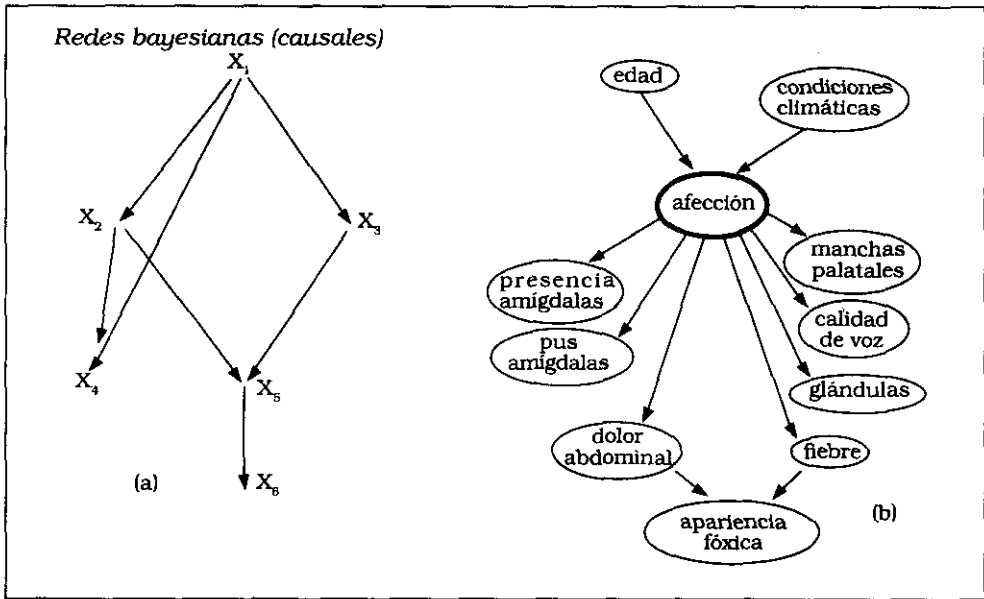 Redes bayesianas (causales)
X₁
X₂
X₃
X₄
X₅
X₆
(a)
edad
condiciones
climáticas
afección
presencia
amígdalas
pus
amígdalas
manchas
palatales
calidad
de voz
glándulas
dolor
abdominal
fiebre
apariencia
fóxica
(b)